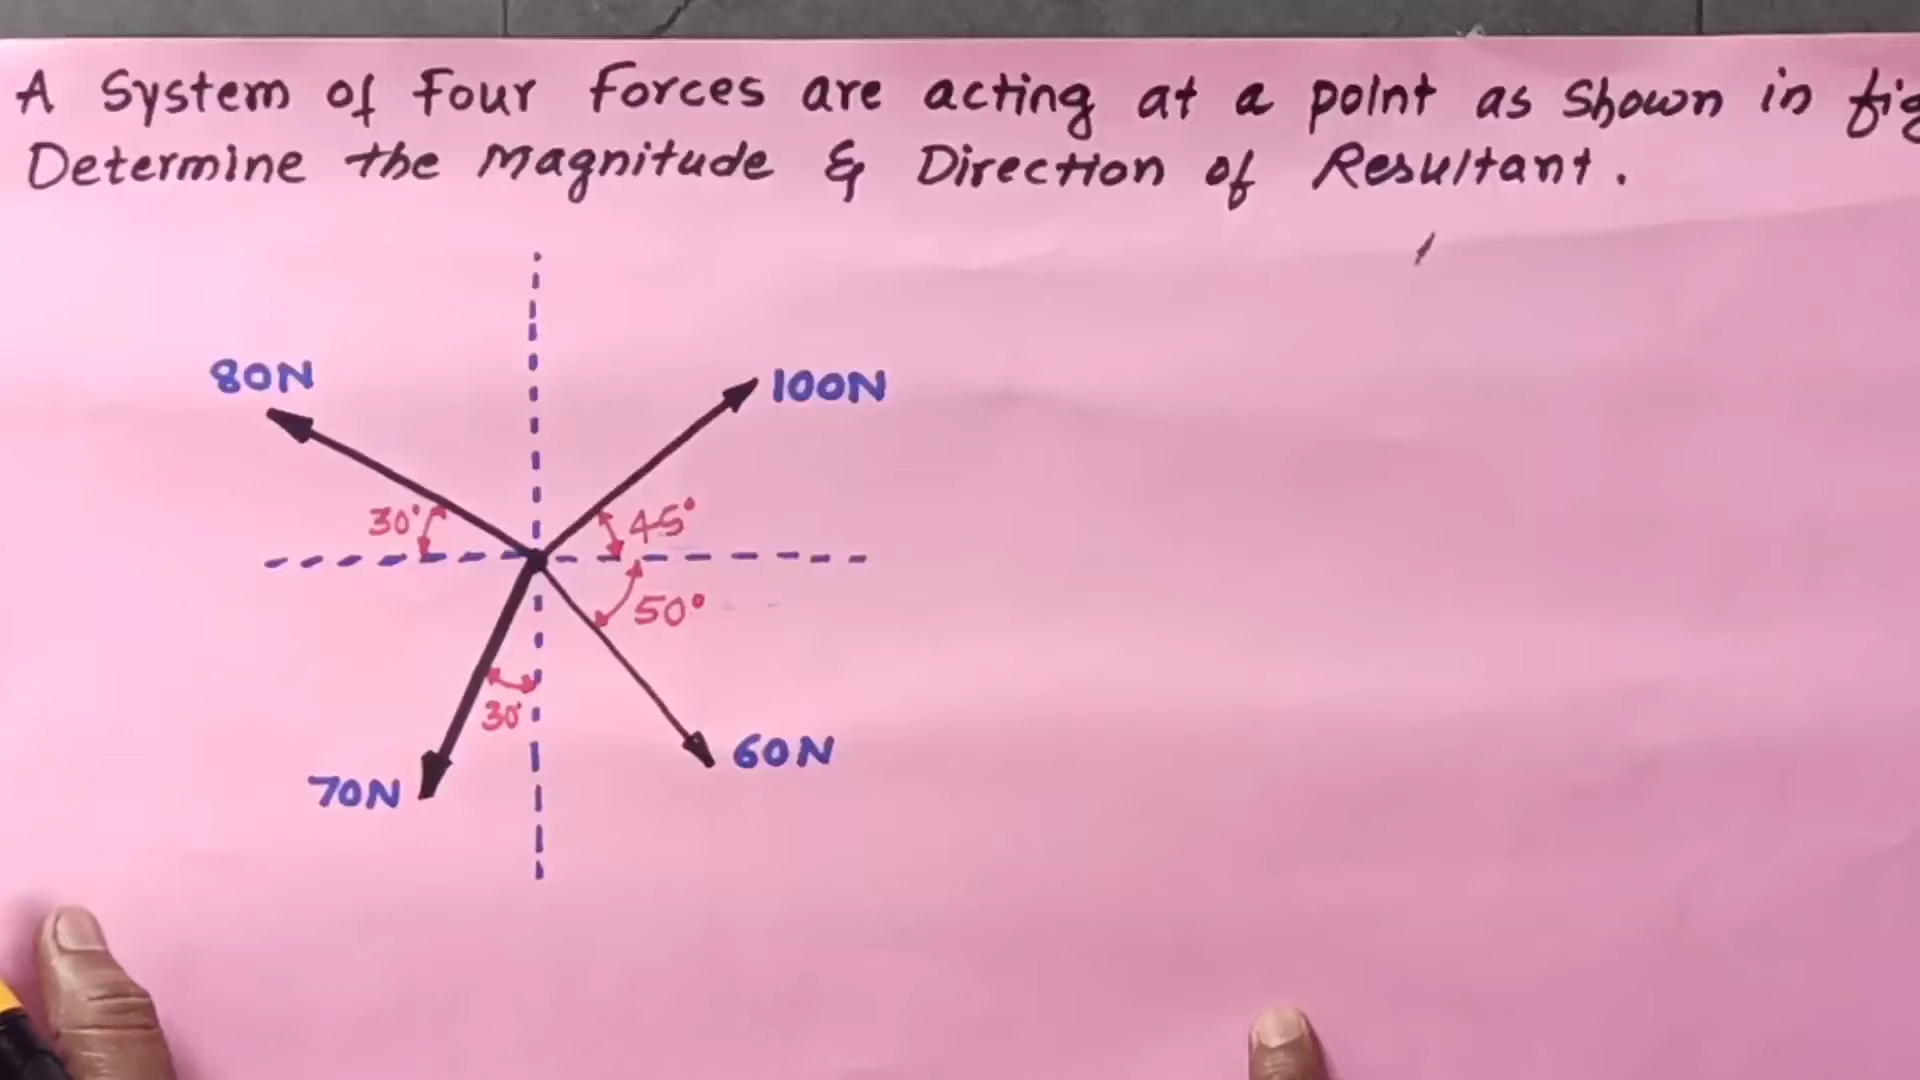 A System of Four Forces are acting at a point as shown in fig
Determine the Magnitude & Direction of Resultant.
80N
100N
30°
45°
50°
30°
60N
70N